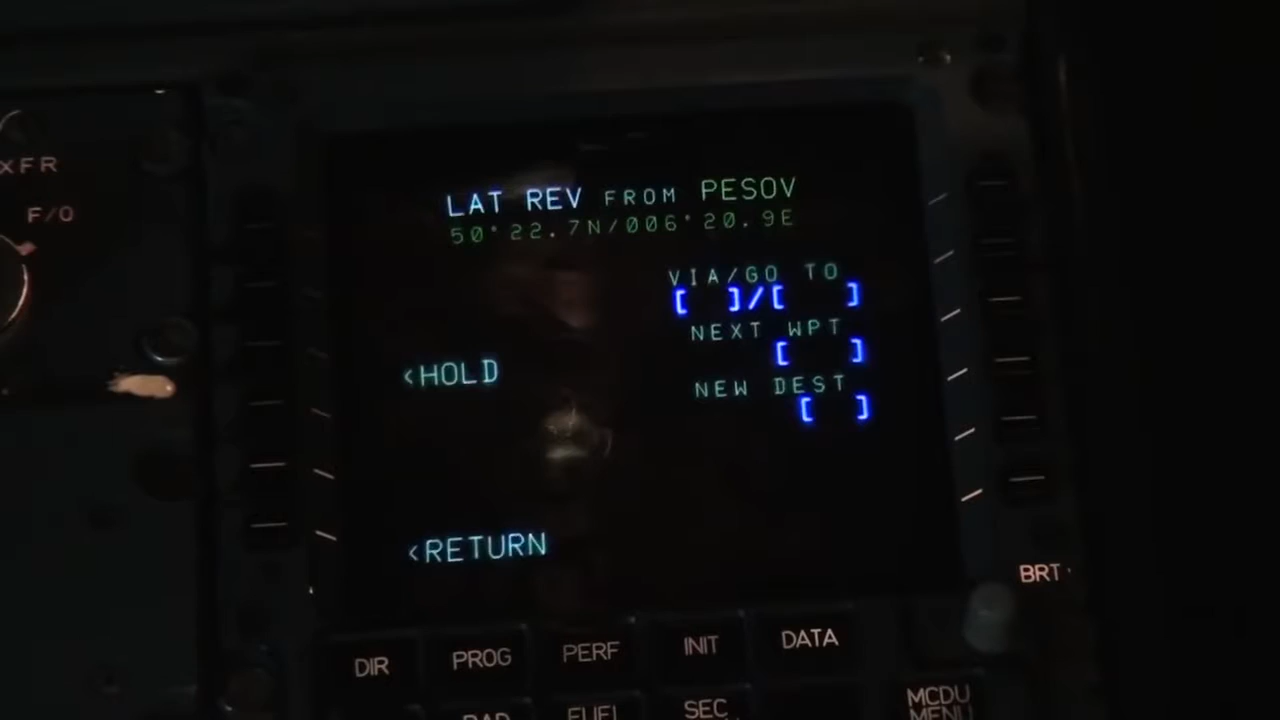 XFR
F/O
LAT REV FROM PESOV
50°22.7N/006°20.9E
VIA/GO TO
[ ]/[ ]
NEXT WPT
[ ]
<HOLD
NEW DEST
[ ]
<RETURN
BRT
DIR PROG PERF INIT DATA
RAD FUEL SEC MCDU
MENU